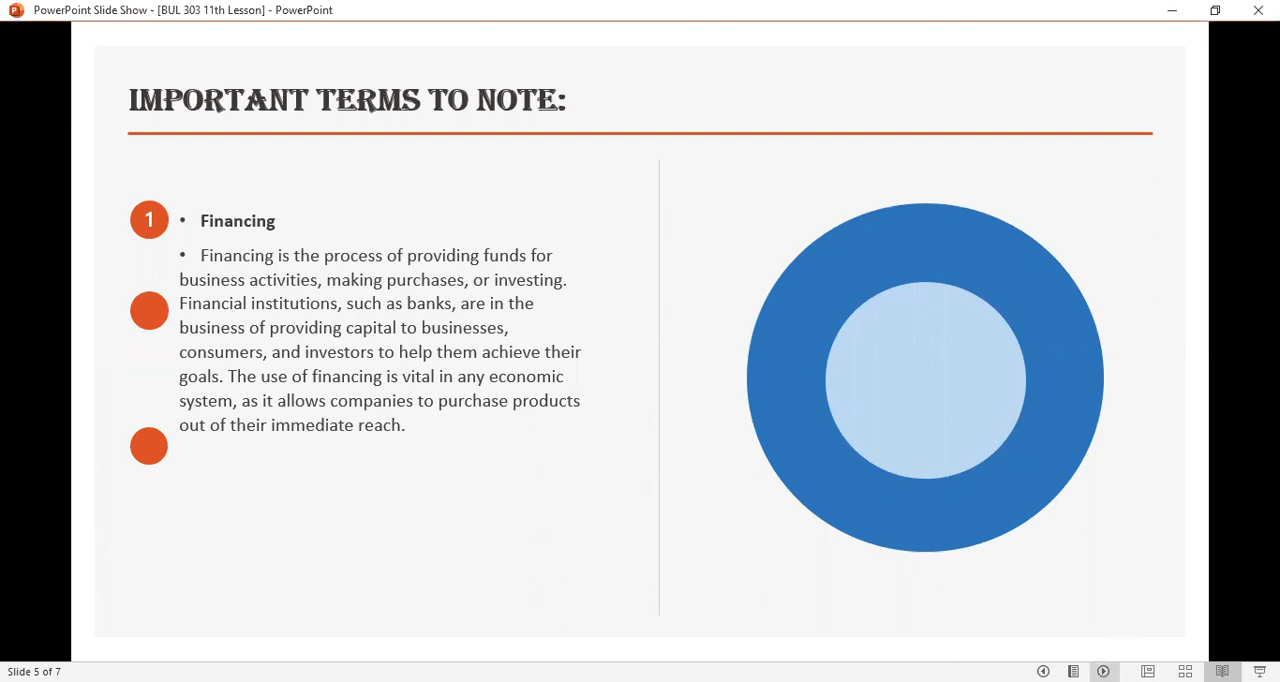 PowerPoint Slide Show - [BUL 303 11th Lesson] - PowerPoint
IMPORTANT TERMS TO NOTE:
1
• Financing
• Financing is the process of providing funds for
business activities, making purchases, or investing.
Financial institutions, such as banks, are in the
business of providing capital to businesses,
consumers, and investors to help them achieve their
goals. The use of financing is vital in any economic
system, as it allows companies to purchase products
out of their immediate reach.
Slide 5 of 7